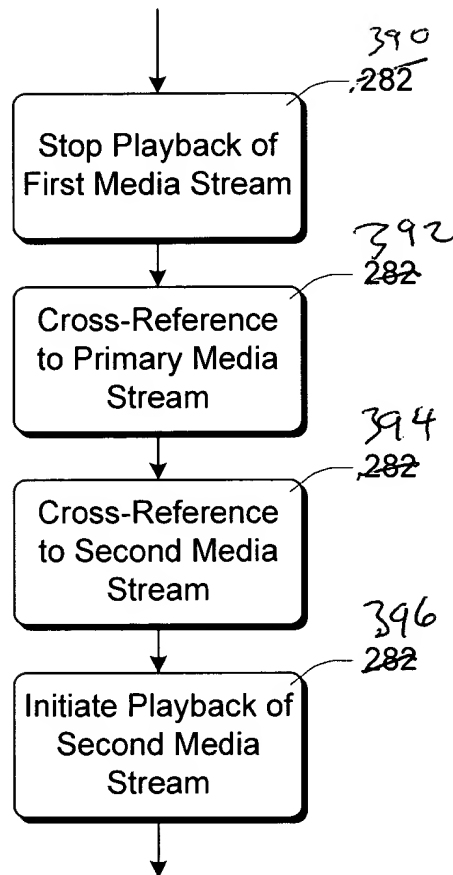 390
282
Stop Playback of
First Media Stream
392
282
Cross-Reference
to Primary Media
Stream
394
282
Cross-Reference
to Second Media
Stream
396
282
Initiate Playback of
Second Media
Stream